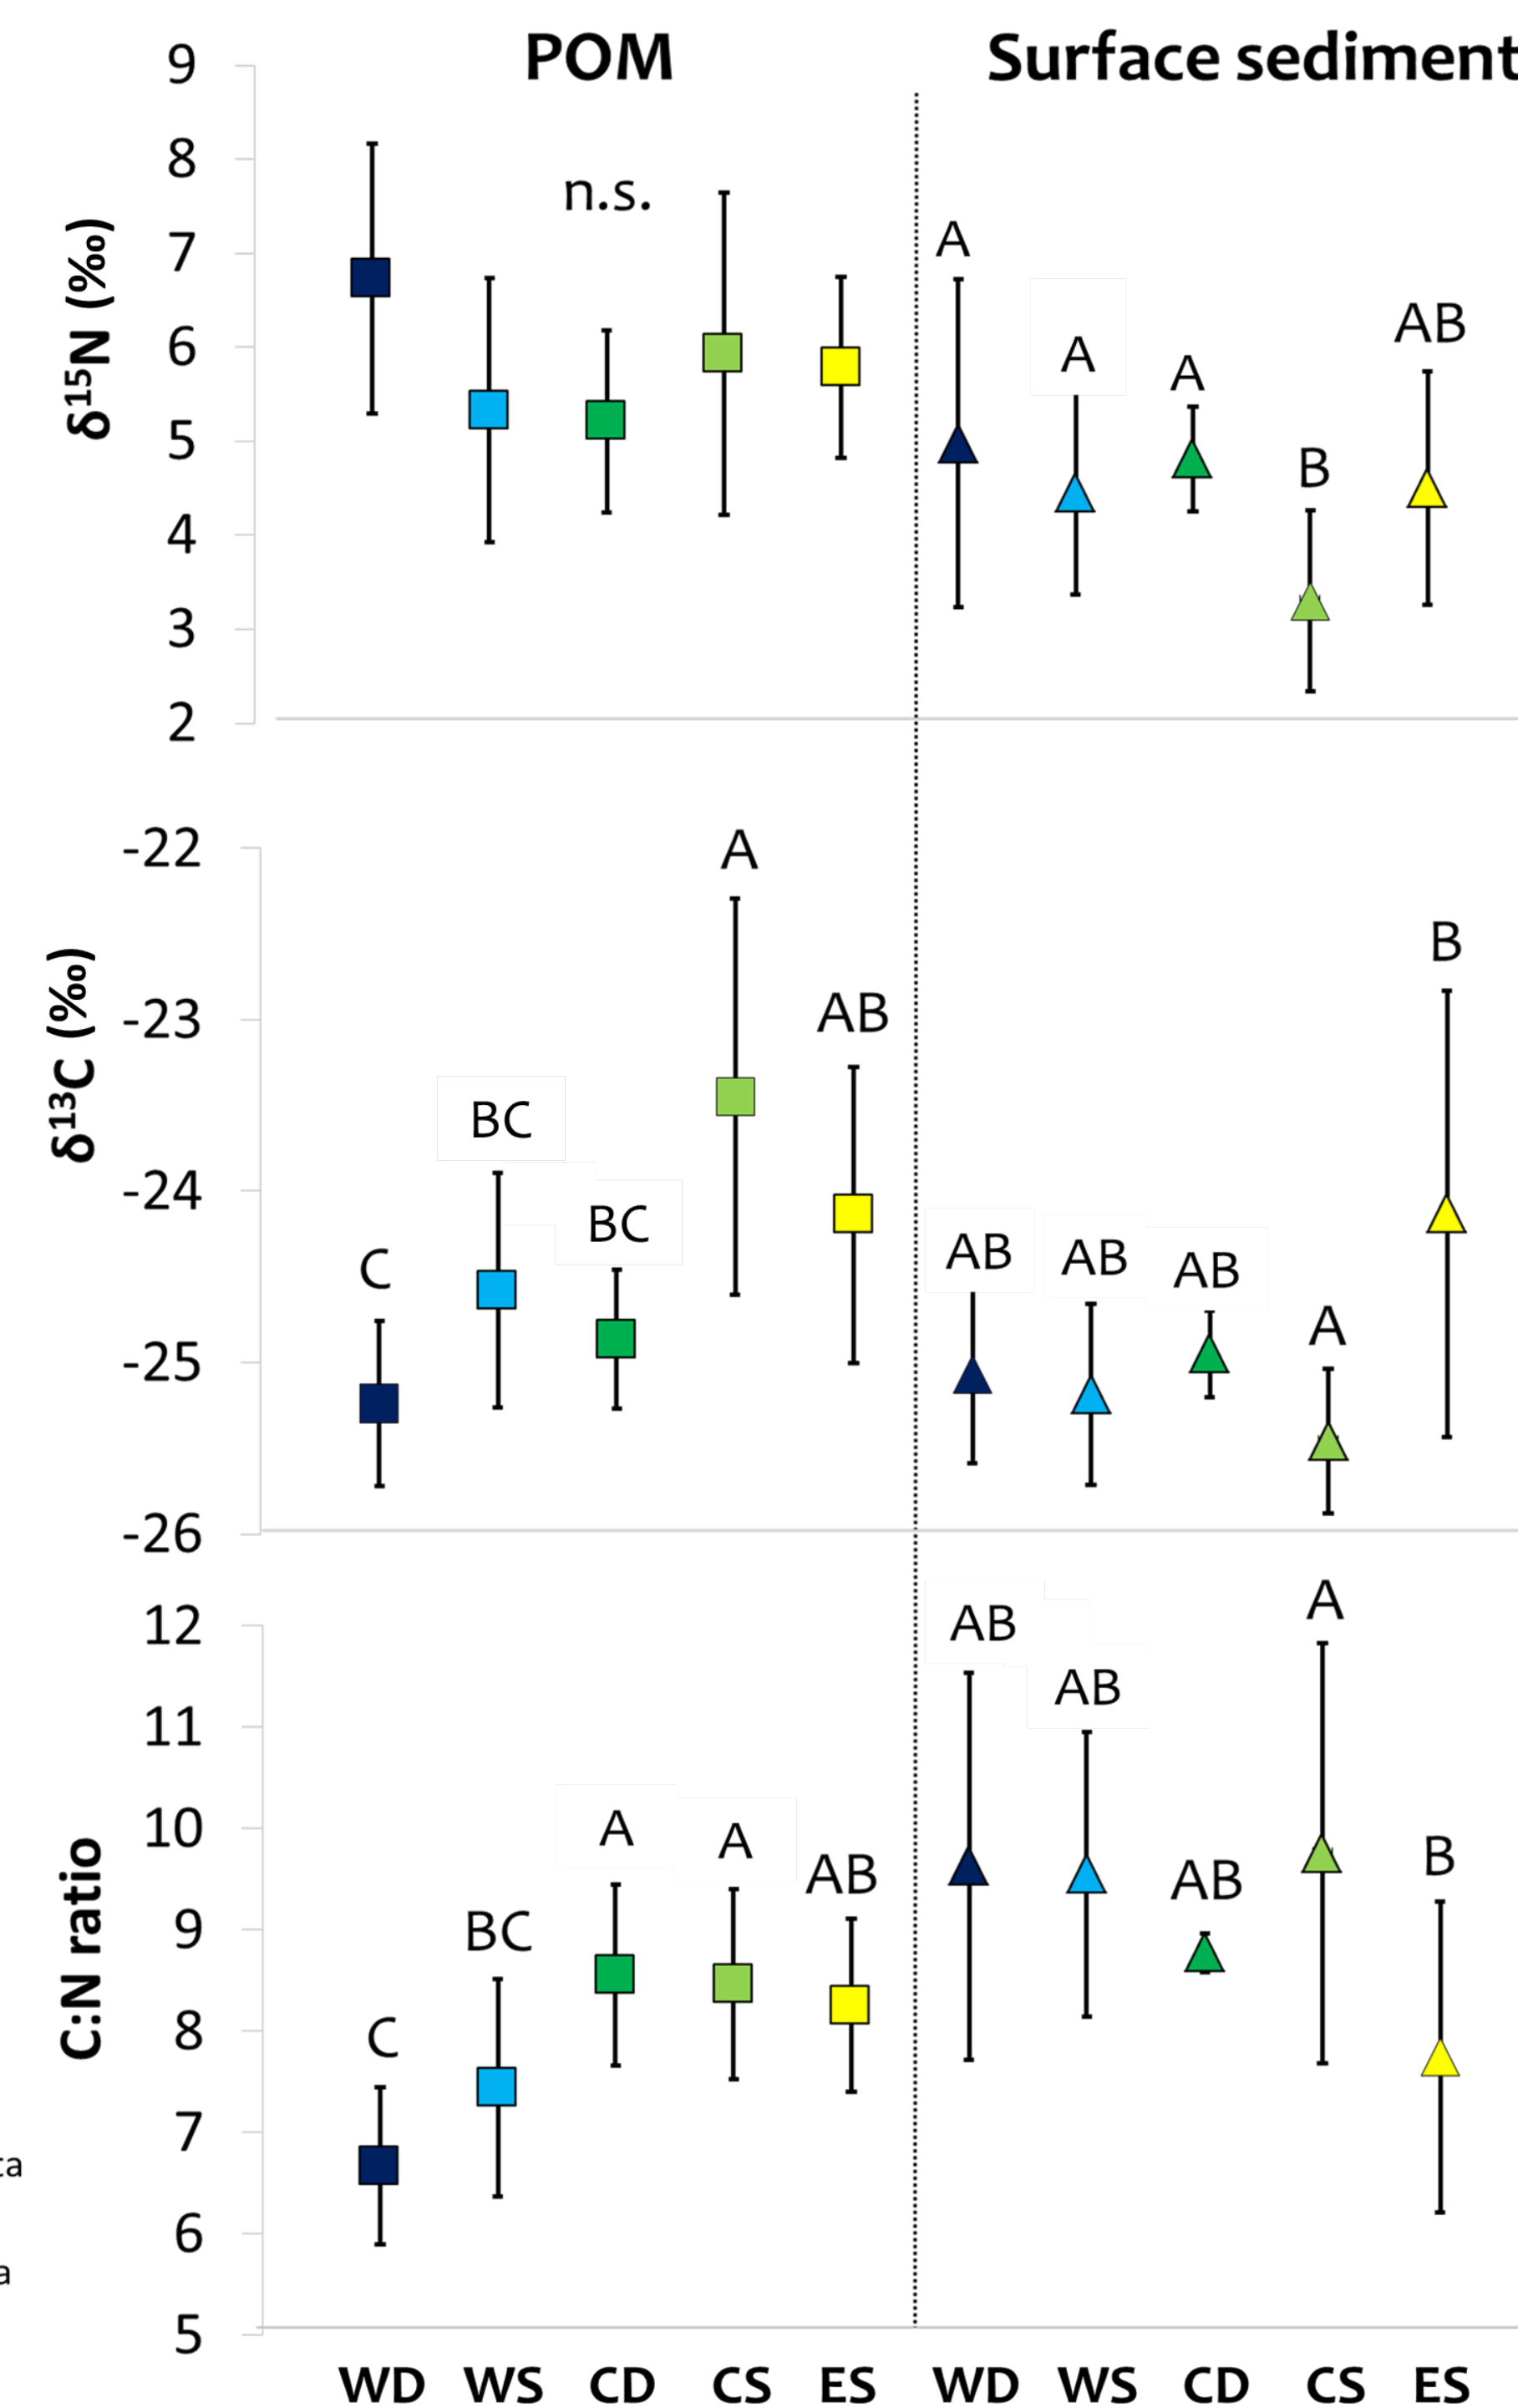 POM Surface sediment
9
8
7
6
5
4
3
2
δ15N (‰)
n.s.
A
A
A
B
AB
-22
-23
-24
-25
-26
δ13C (‰)
C
BC
BC
A
AB
AB
AB
AB
A
B
12
11
10
9
8
7
6
5
C:N ratio
C
BC
A
A
AB
AB
AB
AB
A
B
ta
a
WD WS CD CS ES WD WS CD CS ES